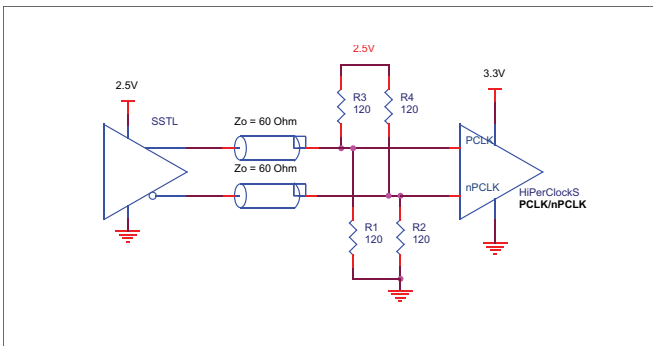 2.5V
3.3V
2.5V
SSTL
Zo = 60 Ohm
R3
120
R4
120
PCLK
Zo = 60 Ohm
nPCLK
HiPerClockS
PCLK/nPCLK
R1
120
R2
120